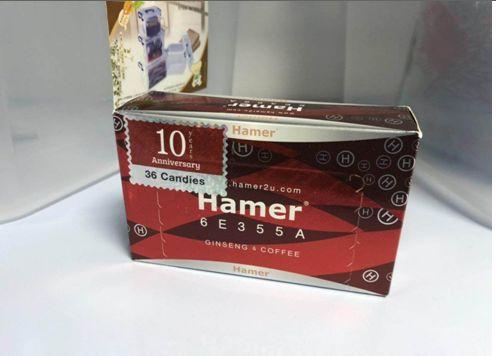 Hamer
Hamer
10 years
Anniversary
36 Candies
.hamer2u.com
Hamer®
6E355A
GINSENG & COFFEE
Hamer